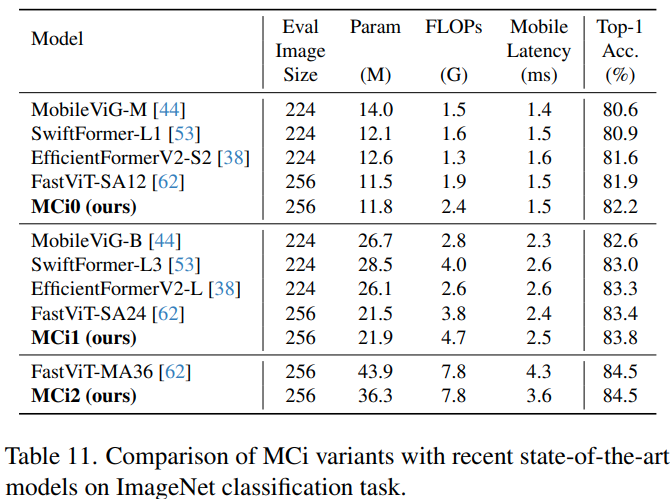 Model Eval Param FLOPs Mobile Top-1
Image Latency Acc.
Size (M) (G) (ms) (%)
MobileViG-M [44] 224 14.0 1.5 1.4 80.6
SwiftFormer-L1 [53] 224 12.1 1.6 1.5 80.9
EfficientFormerV2-S2 [38] 224 12.6 1.3 1.6 81.6
FastViT-SA12 [62] 256 11.5 1.9 1.5 81.9
MCi0 (ours) 256 11.8 2.4 1.5 82.2
MobileViG-B [44] 224 26.7 2.8 2.3 82.6
SwiftFormer-L3 [53] 224 28.5 4.0 2.6 83.0
EfficientFormerV2-L [38] 224 26.1 2.6 2.6 83.3
FastViT-SA24 [62] 256 21.5 3.8 2.4 83.4
MCi1 (ours) 256 21.9 4.7 2.5 83.8
FastViT-MA36 [62] 256 43.9 7.8 4.3 84.5
MCi2 (ours) 256 36.3 7.8 3.6 84.5
Table 11. Comparison of MCi variants with recent state-of-the-art
models on ImageNet classification task.